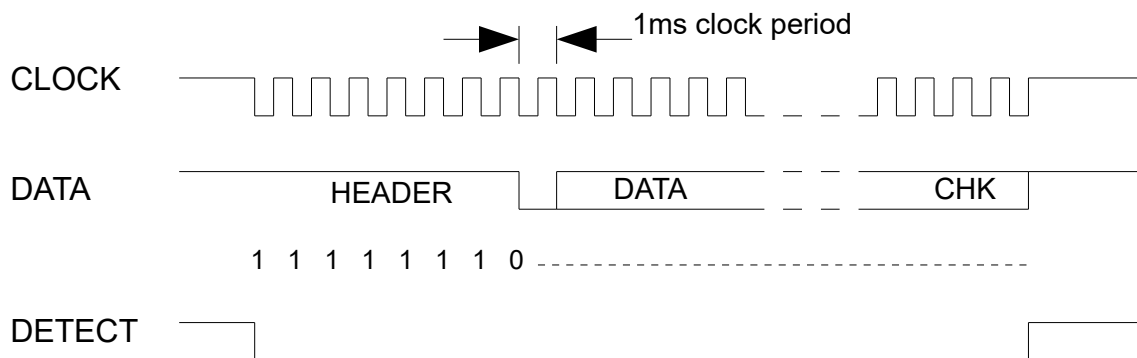 1ms clock period
CLOCK
DATA HEADER DATA CHK
1 1 1 1 1 1 1 0
DETECT